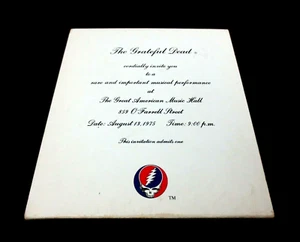 The Grateful Dead
cordially invite you
to a
rare and important musical performance
at
The Great American Music Hall
859 O'Farrell Street
Date: August 13, 1975 Time: 9:00 p.m.
This invitation admits one
TM